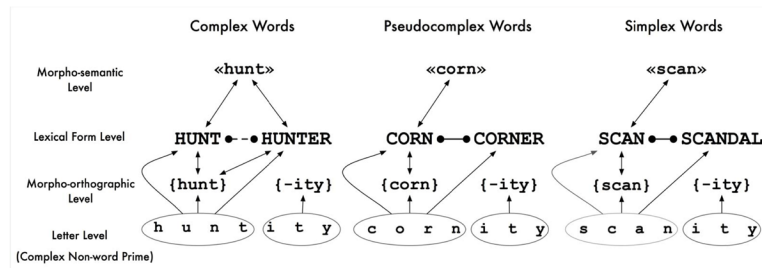 Complex Words Pseudocomplex Words Simplex Words
Morpho-semantic Level «hunt» «corn» «scan»
Lexical Form Level HUNT HUNTER CORN CORNER SCAN SCANDAL
Morpho-orthographic Level {hunt} {-ity} {corn} {-ity} {scan} {-ity}
Letter Level h u n t i t y c o r n i t y s c a n i t y
(Complex Non-word Prime)